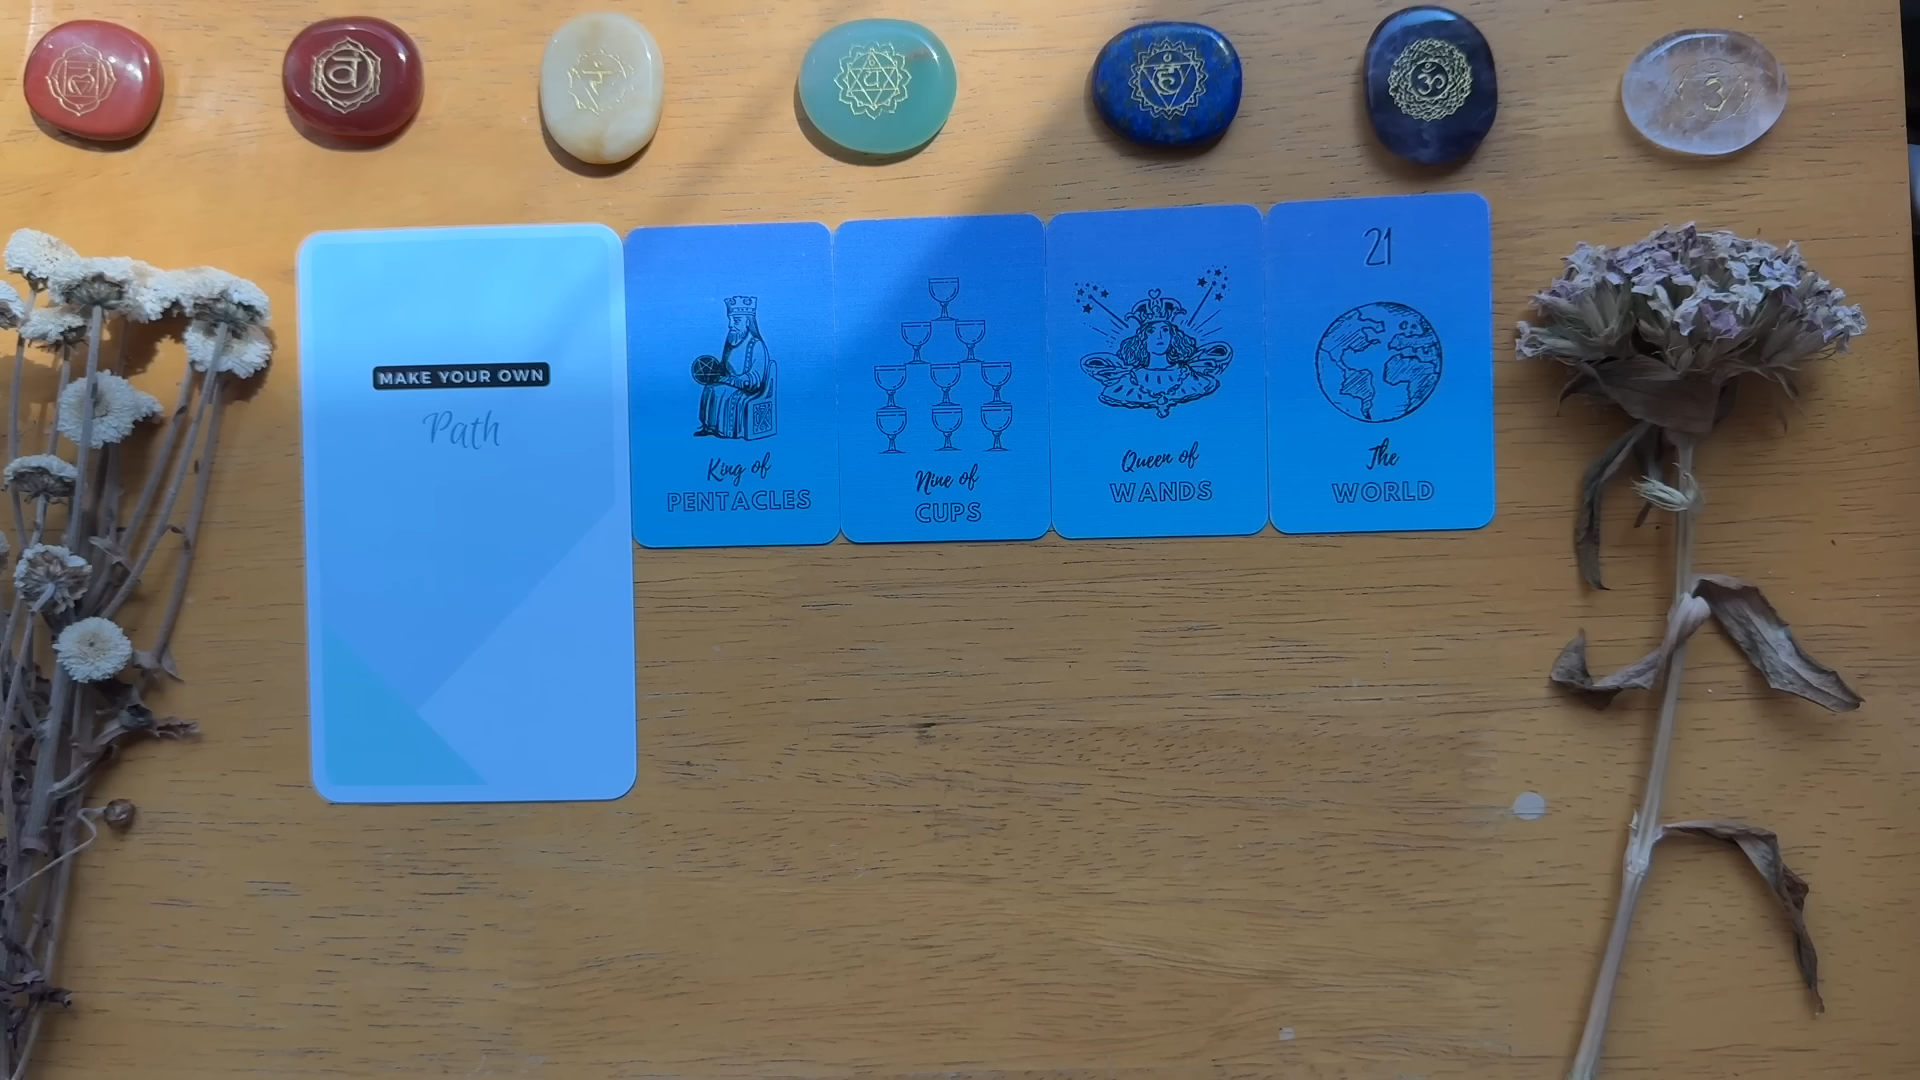 MAKE YOUR OWN
Path
King of
PENTACLES
Nine of
CUPS
Queen of
WANDS
21
The
WORLD
व
ॐ